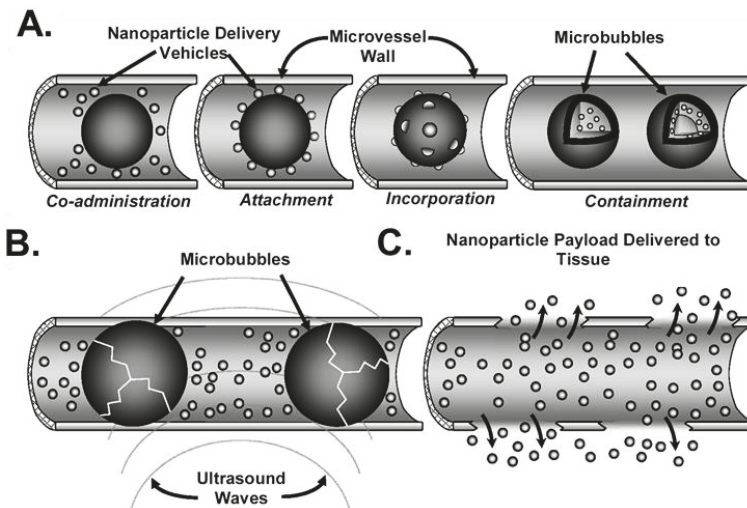 A.
Nanoparticle Delivery
Vehicles
Microvessel
Wall
Microbubbles
Co-administration
Attachment
Incorporation
Containment
B.
Microbubbles
Ultrasound
Waves
C.
Nanoparticle Payload Delivered to
Tissue